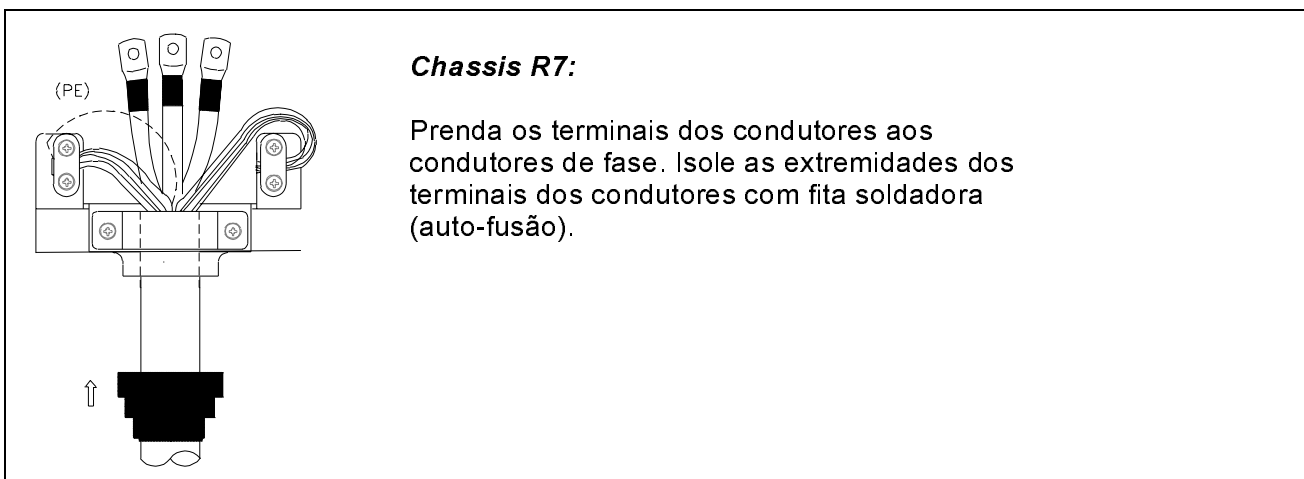 (PE)
Chassis R7:
Prenda os terminais dos condutores aos
condutores de fase. Isole as extremidades dos
terminais dos condutores com fita soldadora
(auto-fusão).